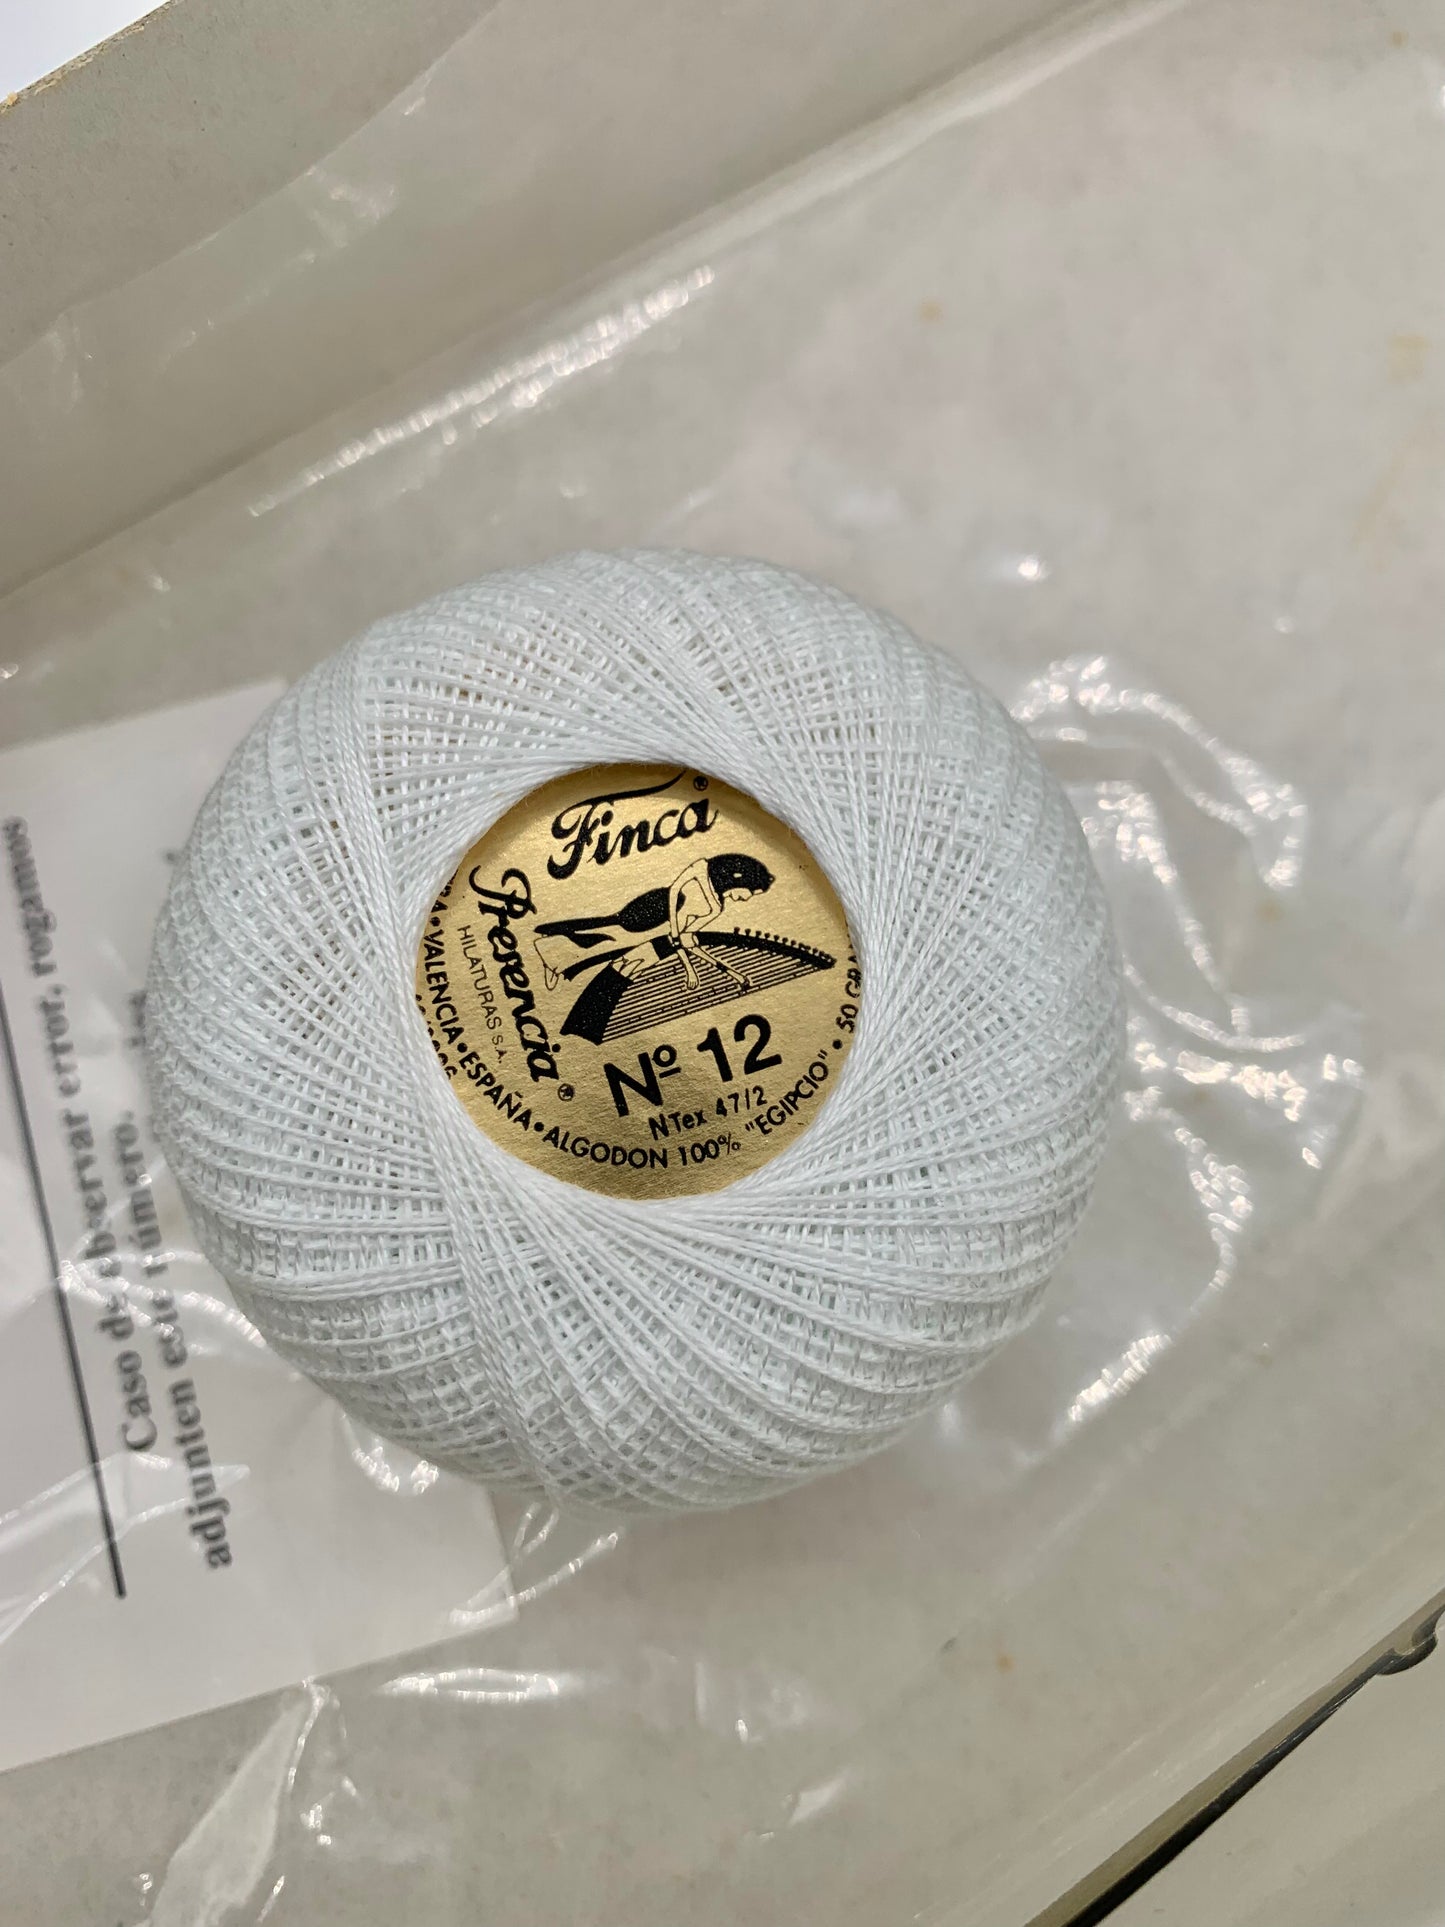 Finca®
Presencia®
HILATURAS S.A.
Nº 12
NTex 47/2
VALENCIA • ESPAÑA • ALGODON 100% "EGIPCIO" • 50
Caso de observar error, rogamos
adjunten este número.